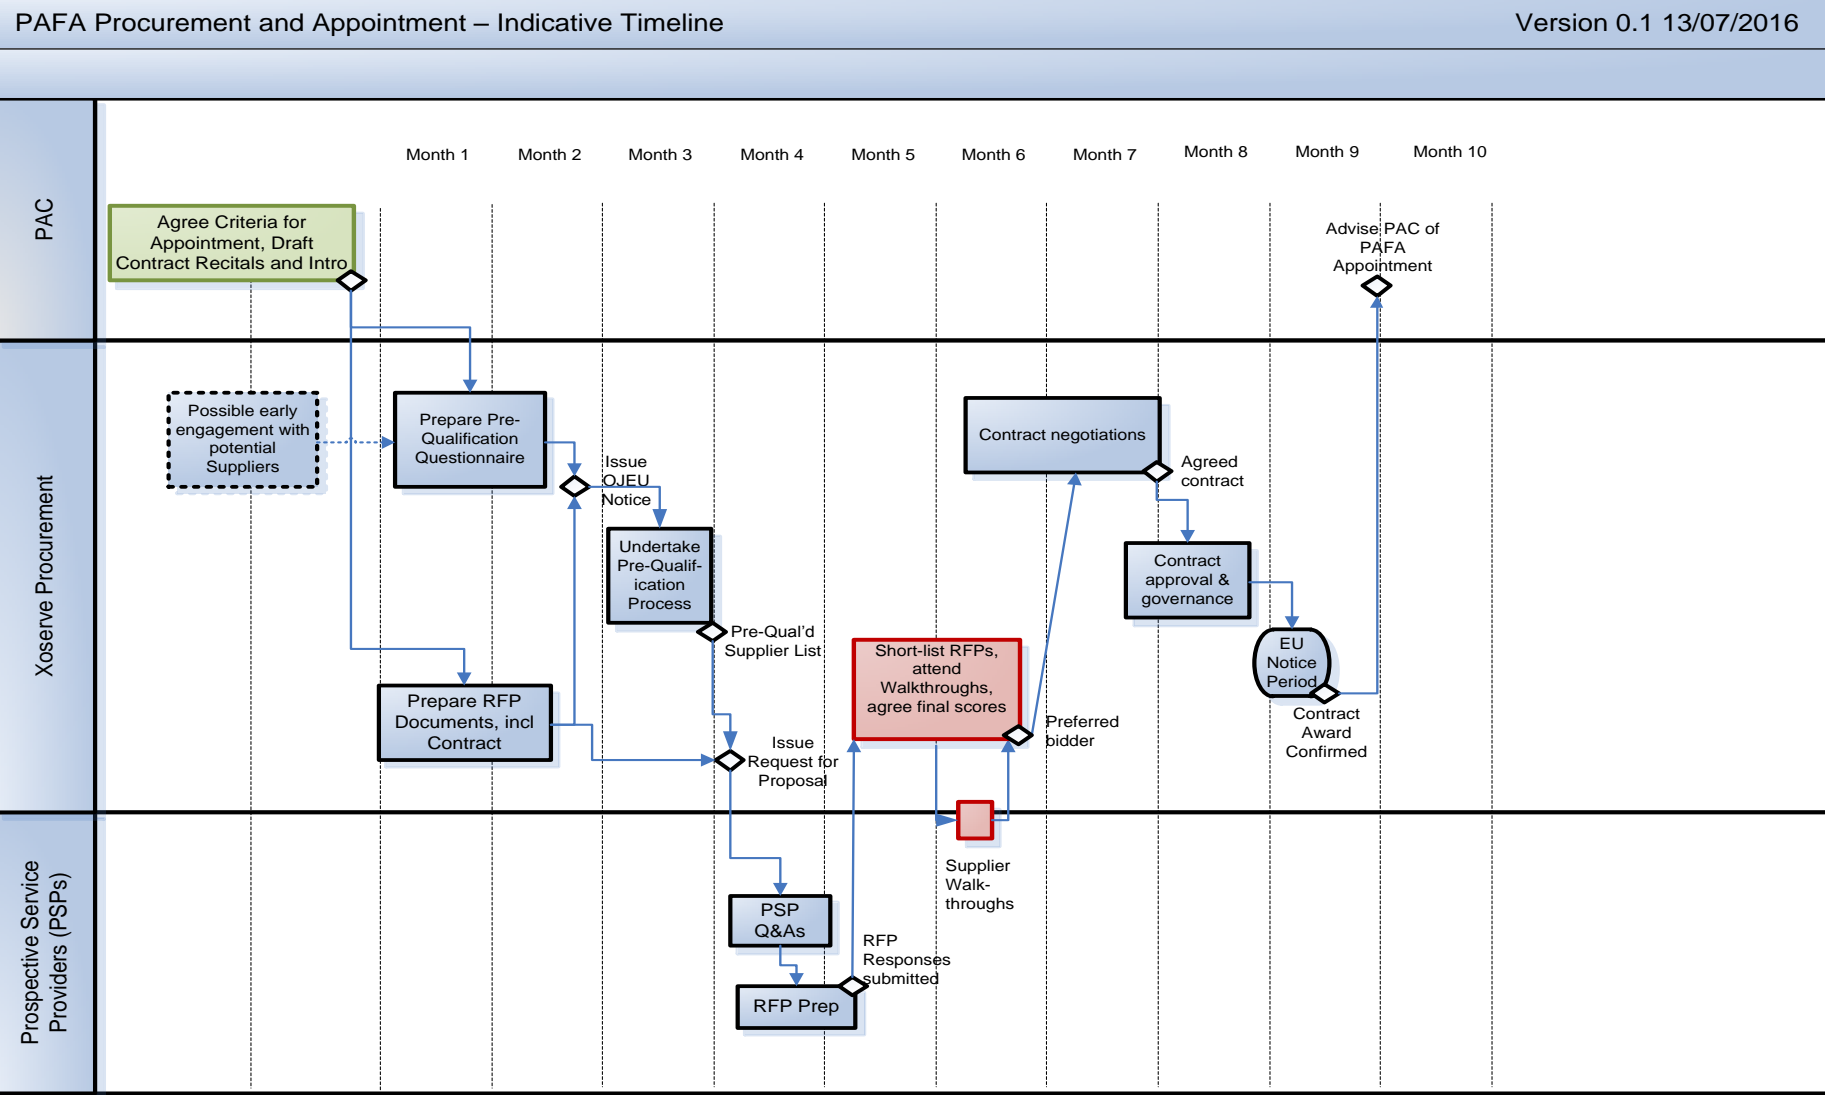 PAFA Procurement and Appointment – Indicative Timeline
Version 0.1 13/07/2016
Month 1
Month 2
Month 3
Month 4
Month 5
Month 6
Month 7
Month 8
Month 9
Month 10
PAC
Agree Criteria for
Appointment, Draft
Contract Recitals and Intro
Advise PAC of
PAFA
Appointment
Xoserve Procurement
Possible early
engagement with
potential
Suppliers
Prepare Pre-
Qualification
Questionnaire
Issue
OJEU
Notice
Undertake
Pre-Qualif-
ication
Process
Pre-Qual’d
Supplier List
Prepare RFP
Documents, incl
Contract
Issue
Request for
Proposal
Short-list RFPs,
attend
Walkthroughs,
agree final scores
Preferred
bidder
Contract negotiations
Agreed
contract
Contract
approval &
governance
EU
Notice
Period
Contract
Award
Confirmed
Prospective Service
Providers (PSPs)
Supplier
Walk-
throughs
PSP
Q&As
RFP
Responses
submitted
RFP Prep